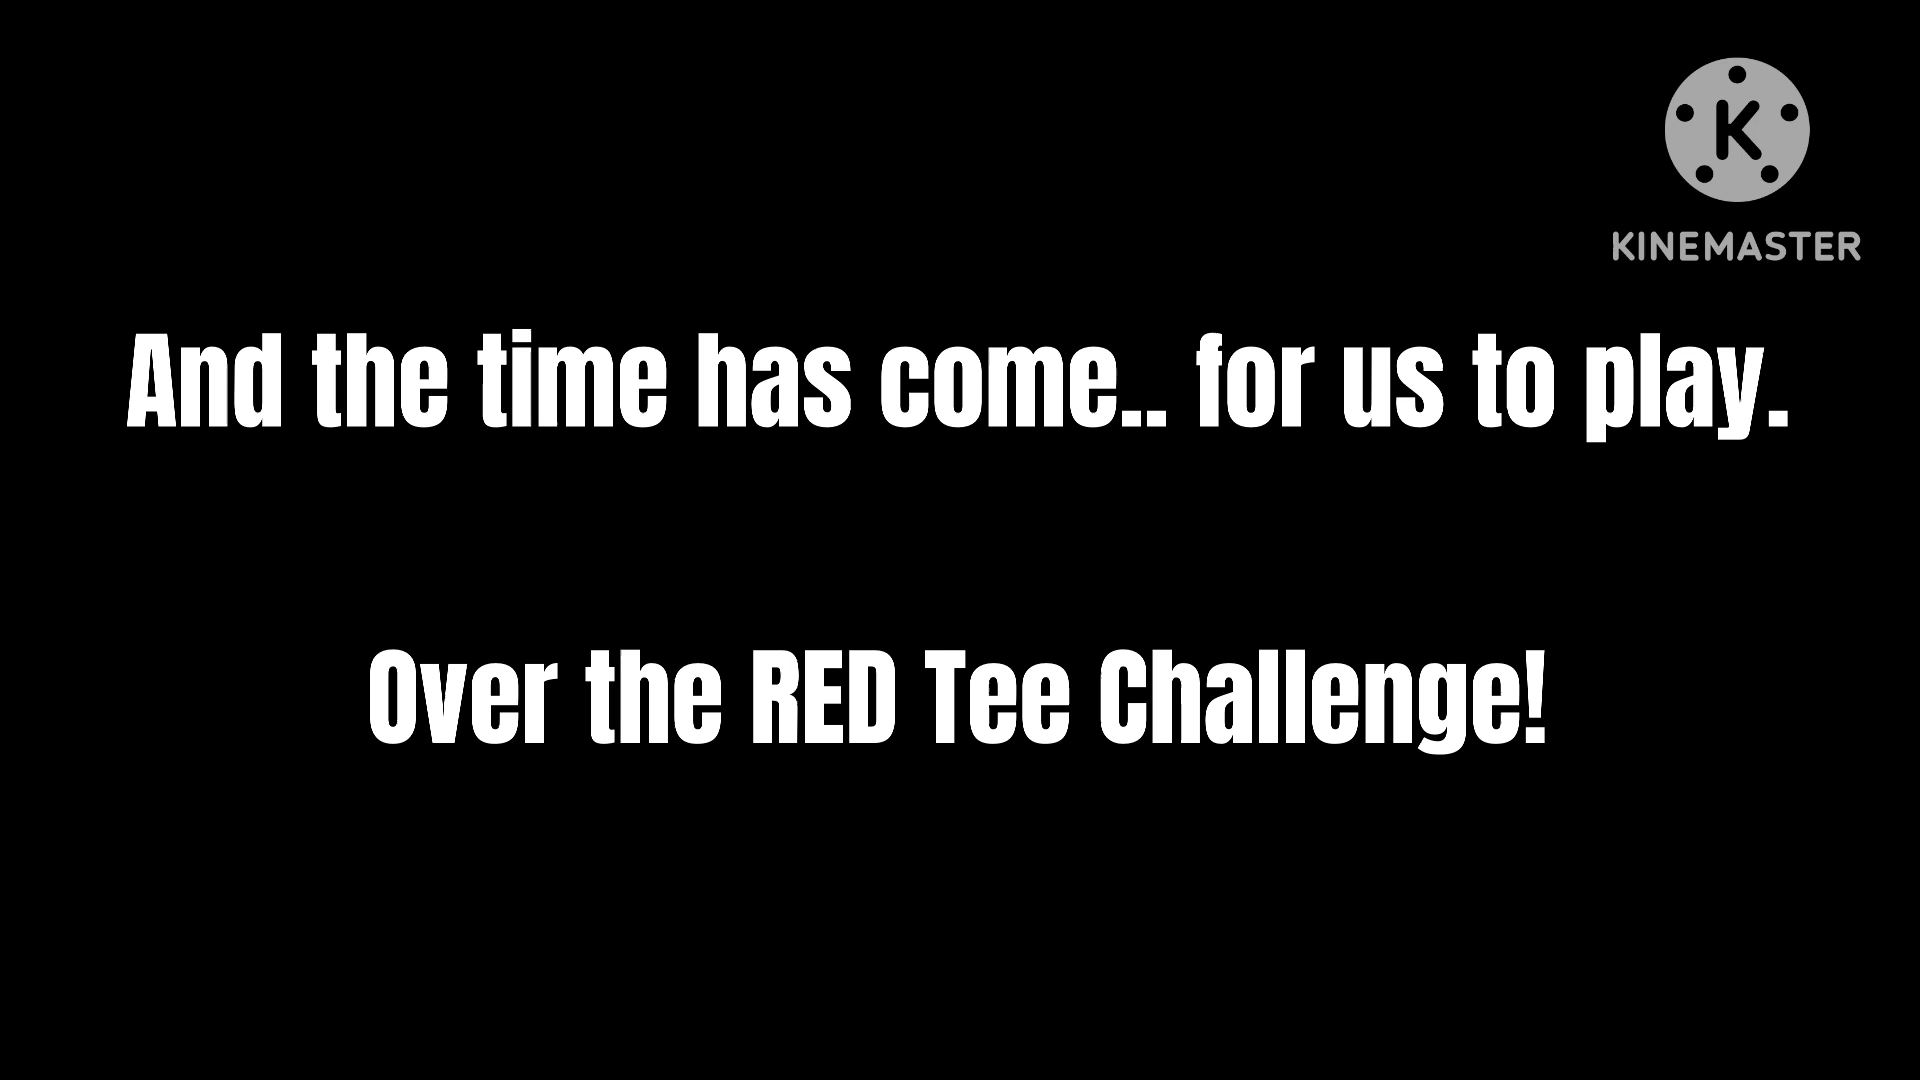 K
KINEMASTER
And the time has come.. for us to play.
Over the RED Tee Challenge!